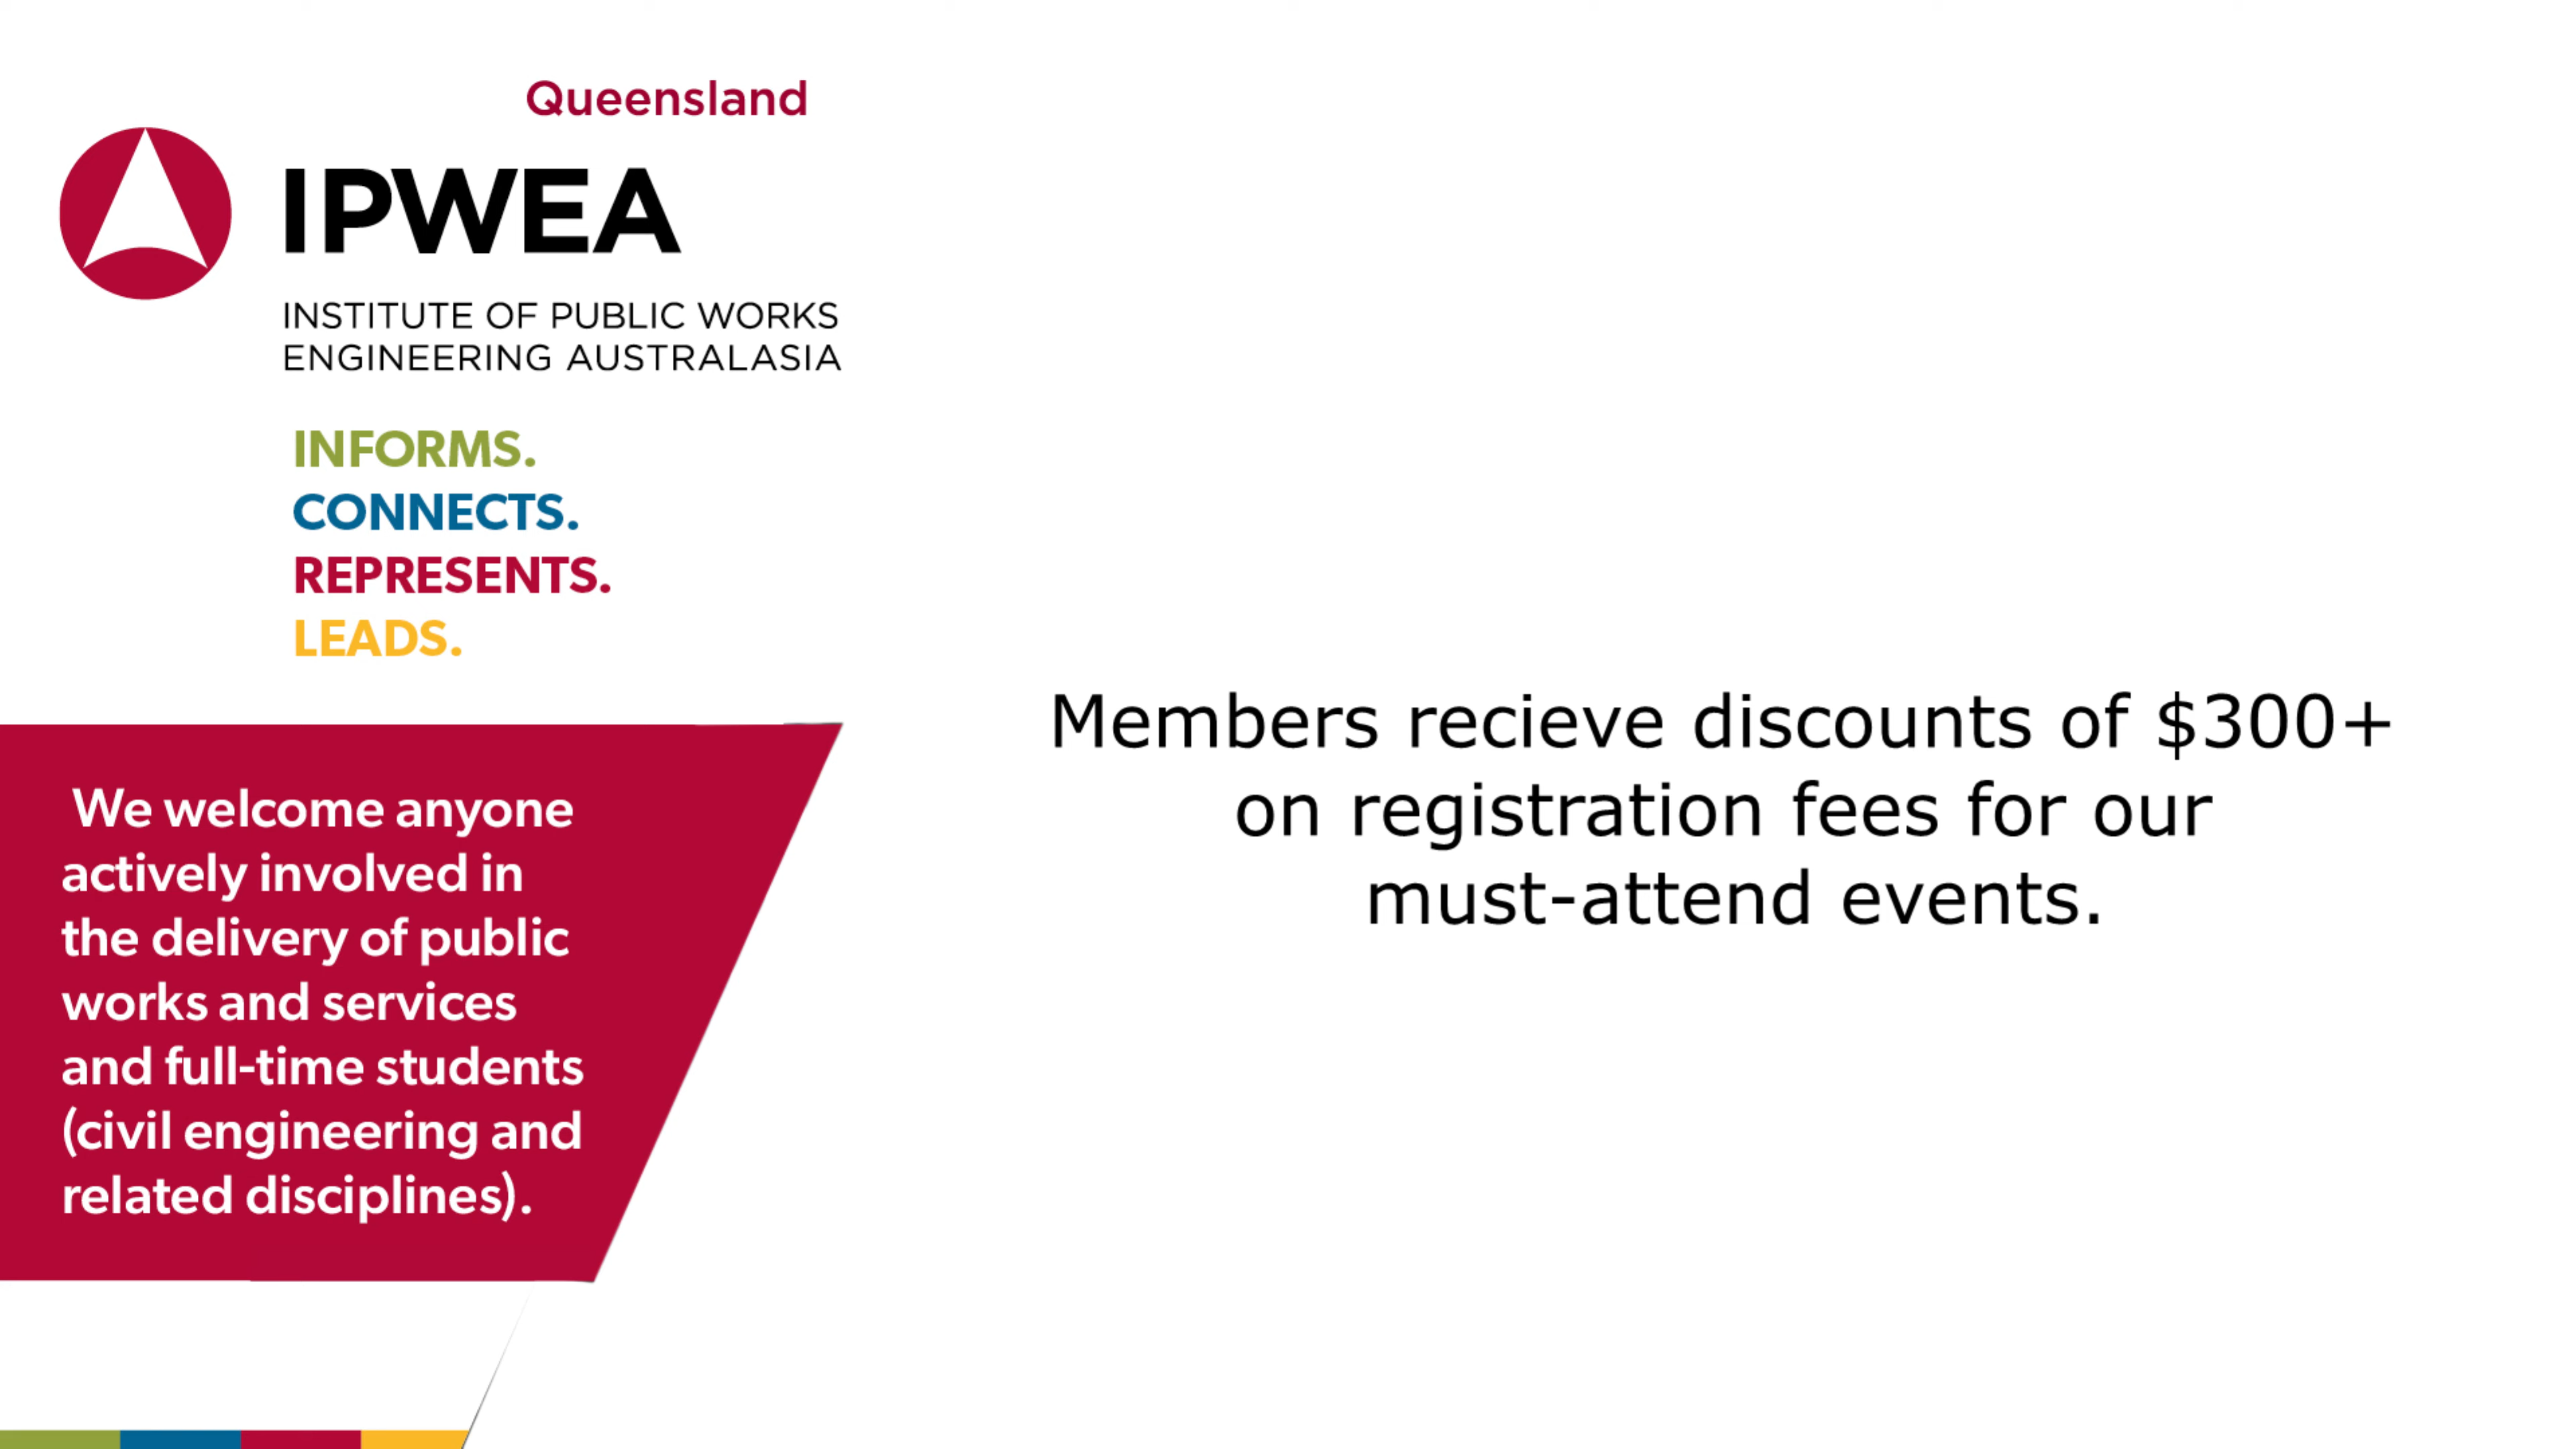 Queensland
IPWEA
INSTITUTE OF PUBLIC WORKS
ENGINEERING AUSTRALASIA
INFORMS.
CONNECTS.
REPRESENTS.
LEADS.
We welcome anyone
actively involved in
the delivery of public
works and services
and full-time students
(civil engineering and
related disciplines).
Members recieve discounts of $300+
on registration fees for our
must-attend events.